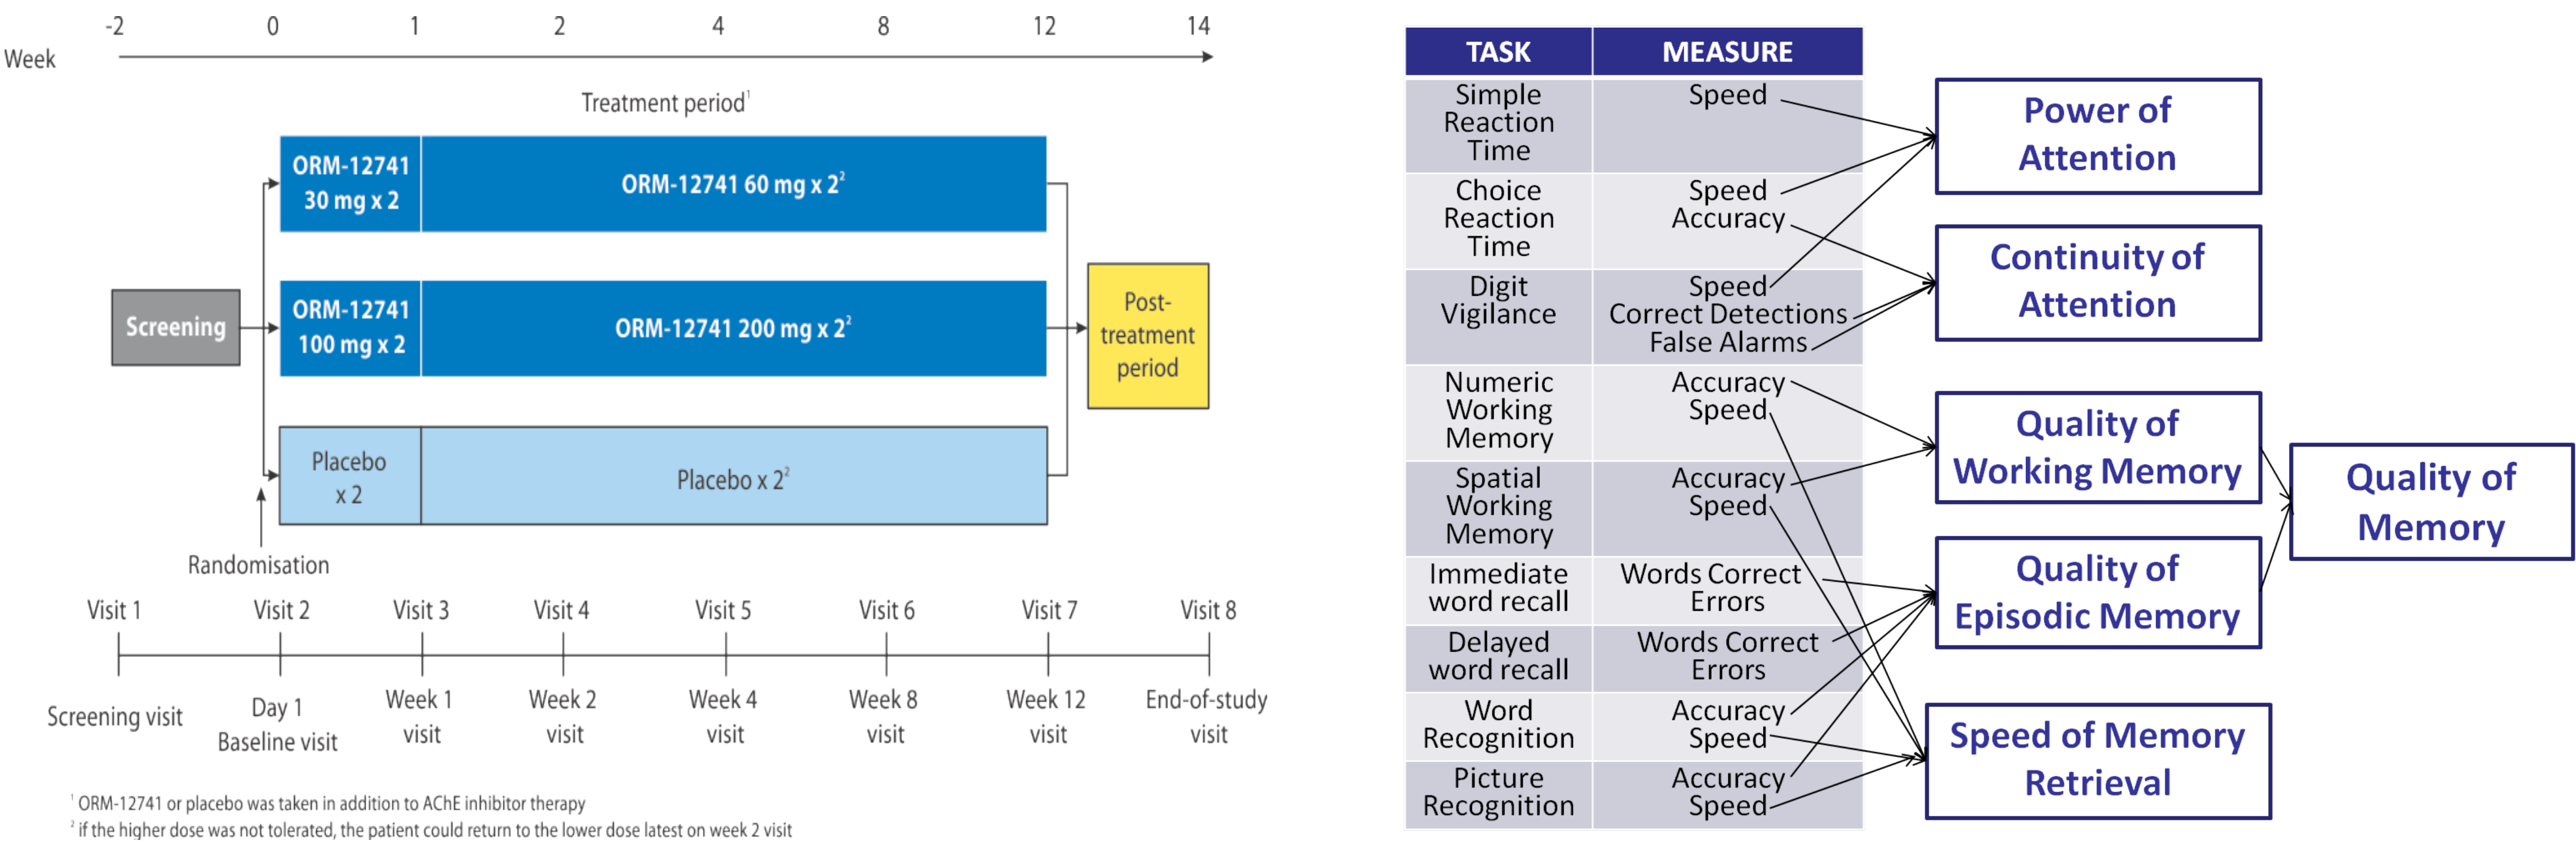 -2 0 1 2 4 8 12 14
Week
Treatment period¹
ORM-12741
30 mg x 2
ORM-12741 60 mg x 2²
ORM-12741
100 mg x 2
ORM-12741 200 mg x 2²
Screening
Post-
treatment
period
Placebo
x 2
Placebo x 2²
Randomisation
Visit 1 Visit 2 Visit 3 Visit 4 Visit 5 Visit 6 Visit 7 Visit 8
Screening visit
Day 1
Baseline visit
Week 1
visit
Week 2
visit
Week 4
visit
Week 8
visit
Week 12
visit
End-of-study
visit
¹ ORM-12741 or placebo was taken in addition to AChE inhibitor therapy
² if the higher dose was not tolerated, the patient could return to the lower dose latest on week 2 visit
TASK MEASURE
Simple
Reaction
Time
Speed
Choice
Reaction
Time
Speed
Accuracy
Digit
Vigilance
Speed
Correct Detections
False Alarms
Numeric
Working
Memory
Accuracy
Speed
Spatial
Working
Memory
Accuracy
Speed
Immediate
word recall
Words Correct
Errors
Delayed
word recall
Words Correct
Errors
Word
Recognition
Accuracy
Speed
Picture
Recognition
Accuracy
Speed
Power of
Attention
Continuity of
Attention
Quality of
Working Memory
Quality of
Episodic Memory
Speed of Memory
Retrieval
Quality of
Memory